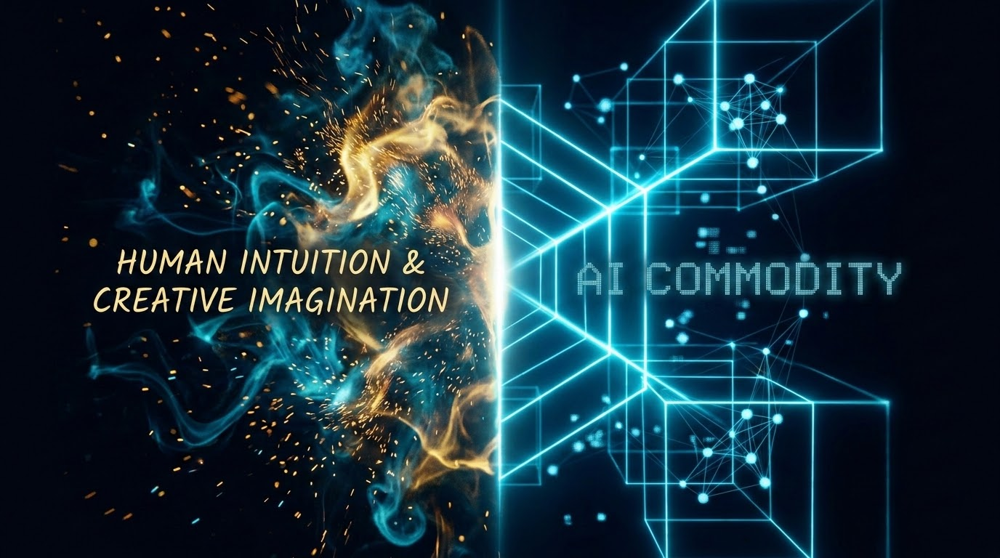 HUMAN INTUITION &
CREATIVE IMAGINATION
AI COMMODITY